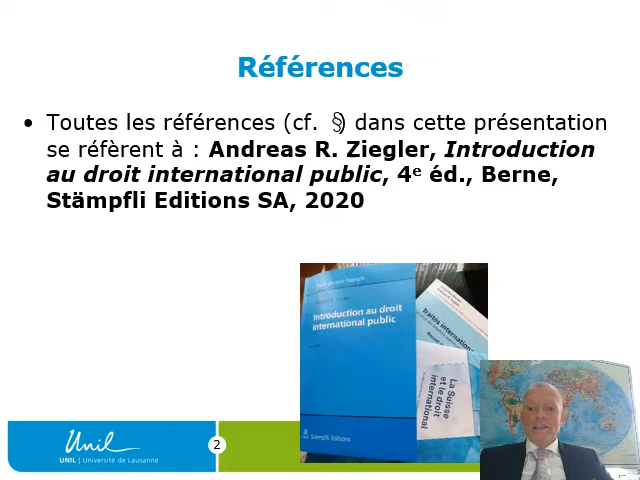 Références
• Toutes les références (cf. §) dans cette présentation
se réfèrent à : Andreas R. Ziegler, Introduction
au droit international public, 4e éd., Berne,
Stämpfli Editions SA, 2020
Introduction au droit
international public
Stämpfli Editions
Traités internationa
La Suisse
et le droit
international
Unil
UNIL | Université de Lausanne
2